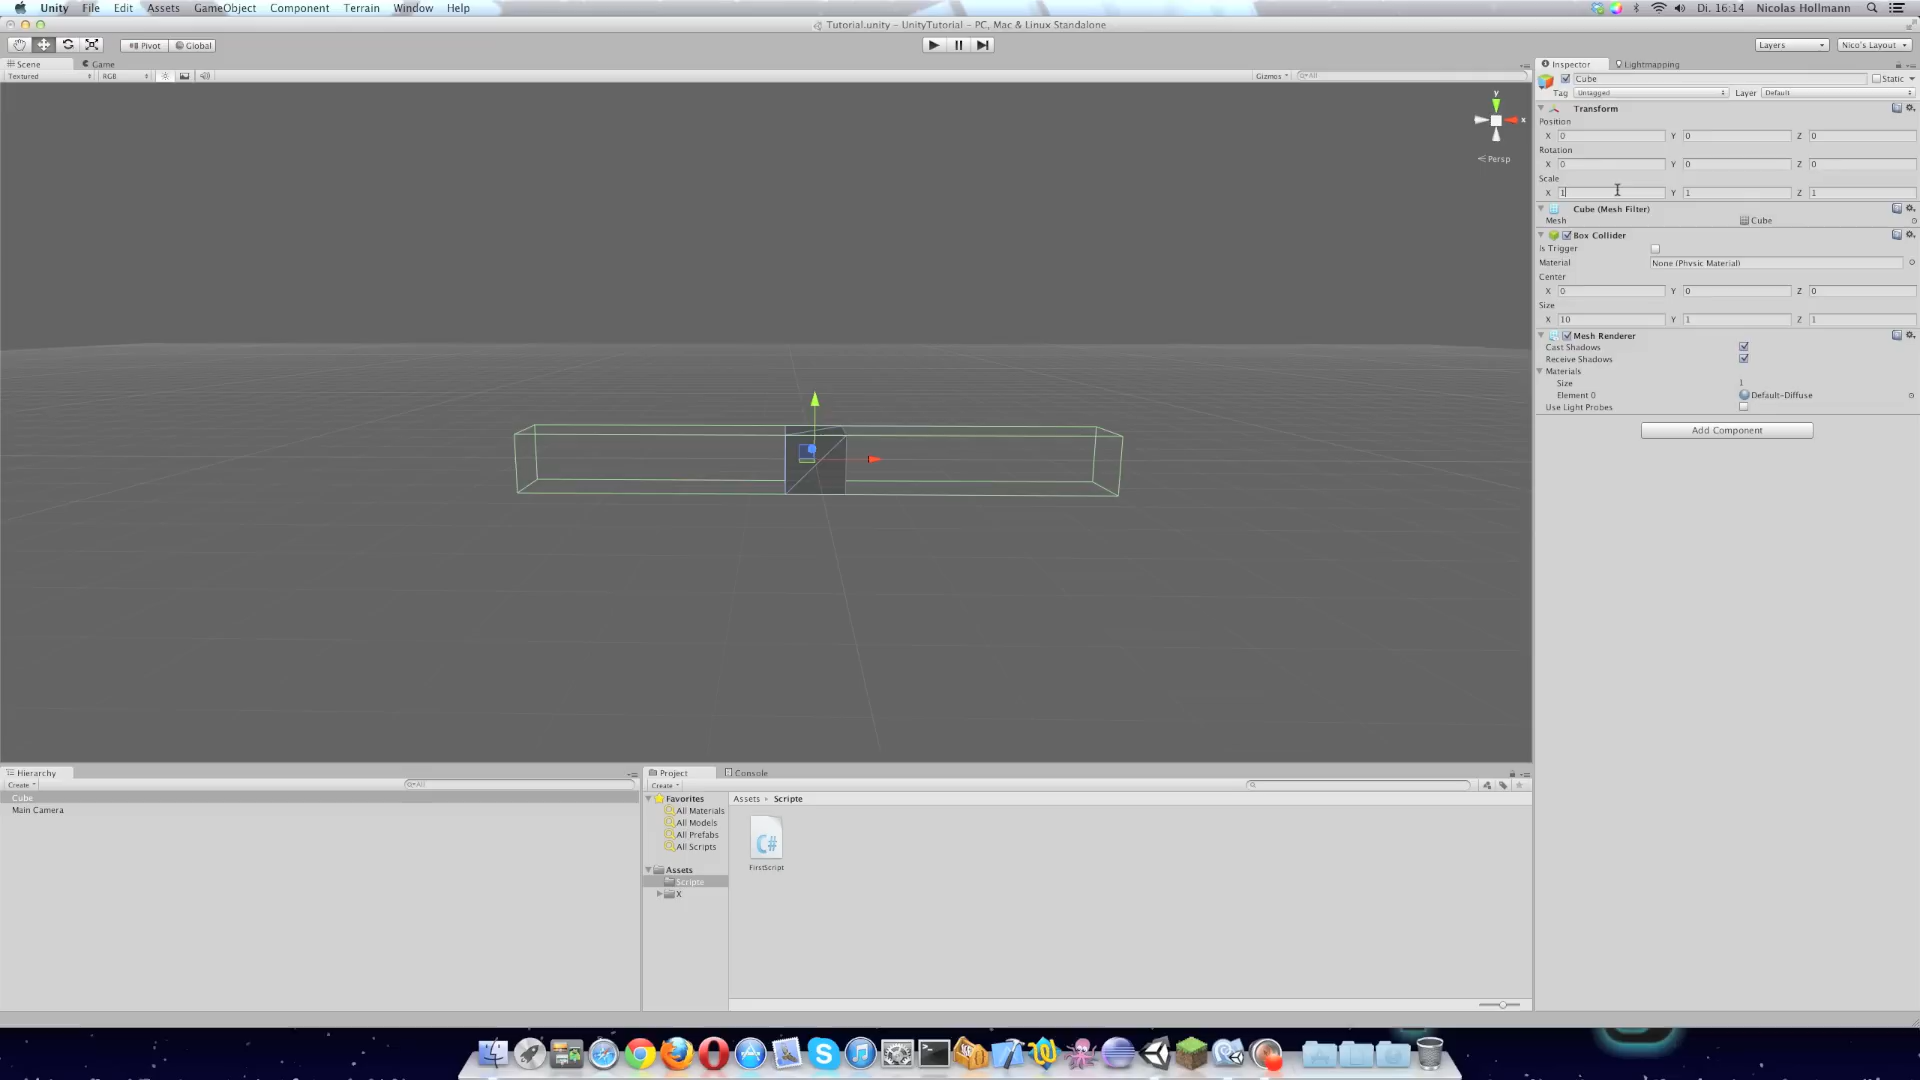 Unity File Edit Assets GameObject Component Terrain Window Help Di. 16:14 Nicolas Hollmann
Tutorial.unity – UnityTutorial – PC, Mac & Linux Standalone
Pivot Global Layers Nico's Layout
Scene Game Inspector Lightmapping
Textured RGB Gizmos All Cube Static
Tag Untagged Layer Default
y
x
Persp
Transform
Position
X 0 Y 0 Z 0
Rotation
X 0 Y 0 Z 0
Scale
X 1 Y 1 Z 1
Cube (Mesh Filter)
Mesh Cube
Box Collider
Is Trigger
Material None (Physic Material)
Center
X 0 Y 0 Z 0
Size
X 10 Y 1 Z 1
Mesh Renderer
Cast Shadows
Receive Shadows
Materials
Size 1
Element 0 Default-Diffuse
Use Light Probes
Add Component
Hierarchy
Create All
Cube
Main Camera
Project Console
Create
Favorites
All Materials
All Models
All Prefabs
All Scripts
Assets
Scripte
X
Assets Scripte
C#
FirstScript